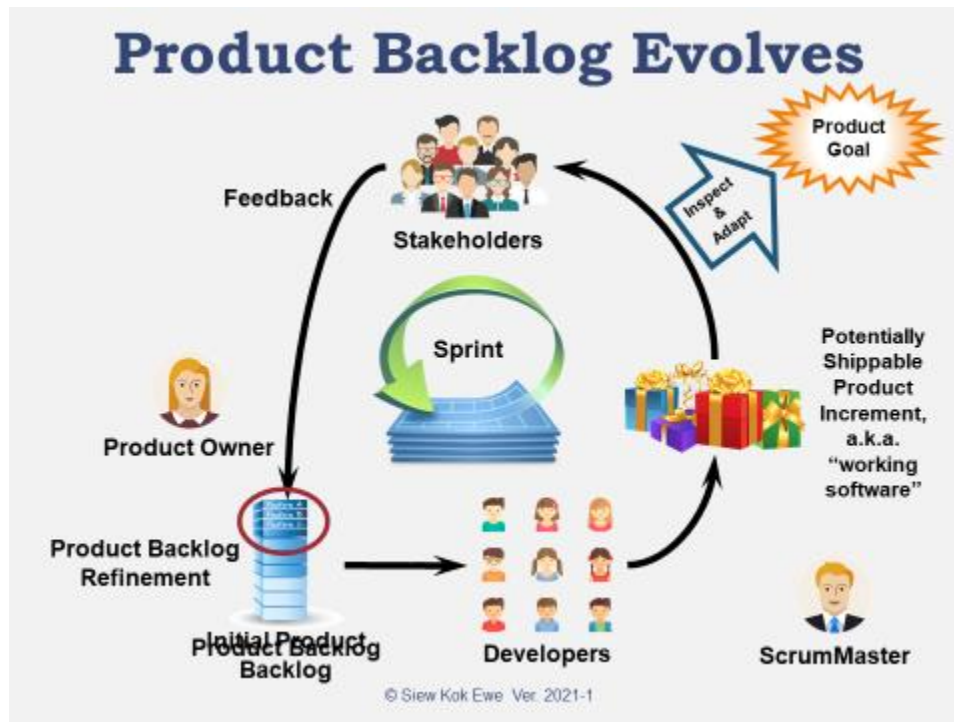 Product Backlog Evolves
Product
Goal
Inspect
&
Adapt
Feedback
Stakeholders
Sprint
Potentially
Shippable
Product
Increment,
a.k.a.
“working
software”
Product Owner
Product Backlog
Refinement
Initial Product
Backlog
Product Backlog
Developers
ScrumMaster
© Siew Kok Ewe Ver. 2021-1